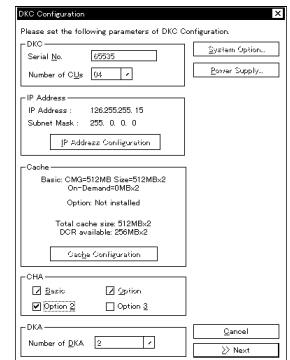 DKC Configuration
Please set the following parameters of DKC Configuration.
DKC
Serial No. 65535
Number of CUs 04
System Option...
Power Supply...
IP Address
IP Address : 126.255.255. 15
Subnet Mask : 255. 0. 0. 0
IP Address Configuration
Cache
Basic: CMG=512MB Size=512MBx2
On-Demand=0MBx2
Option: Not installed
Total cache size: 512MBx2
DCR available: 256MBx2
Cache Configuration
CHA
Basic Option
Option 2 Option 3
DKA
Number of DKA 2
Cancel
>> Next